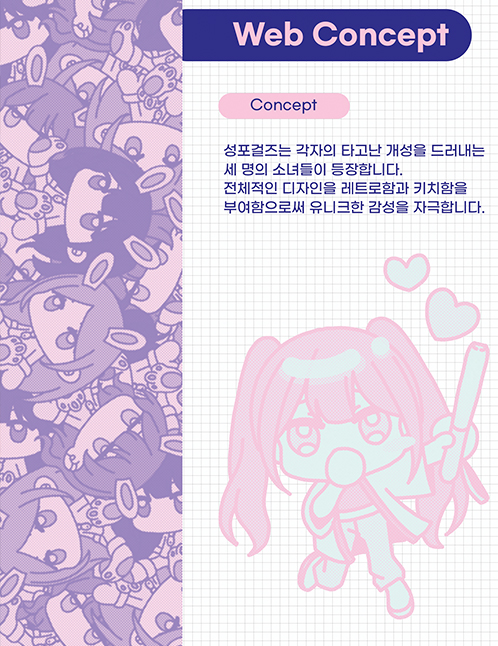 Web Concept
Concept
성포걸즈는 각자의 타고난 개성을 드러내는
세 명의 소녀들이 등장합니다.
전체적인 디자인을 레트로함과 키치함을
부여함으로써 유니크한 감성을 자극합니다.